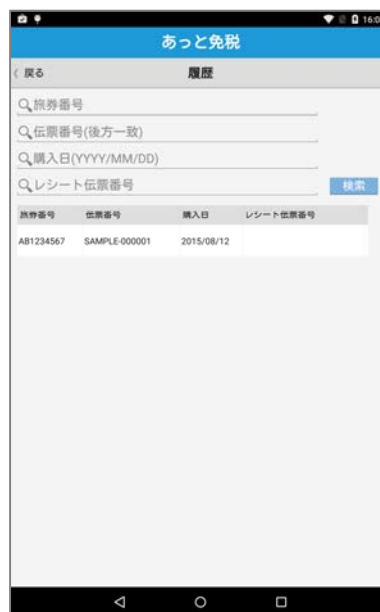 16:0
あっと免税
戻る
履歴
旅券番号
伝票番号(後方一致)
購入日(YYYY/MM/DD)
レシート伝票番号
検索
旅券番号 伝票番号 購入日 レシート伝票番号
AB1234567 SAMPLE-000001 2015/08/12